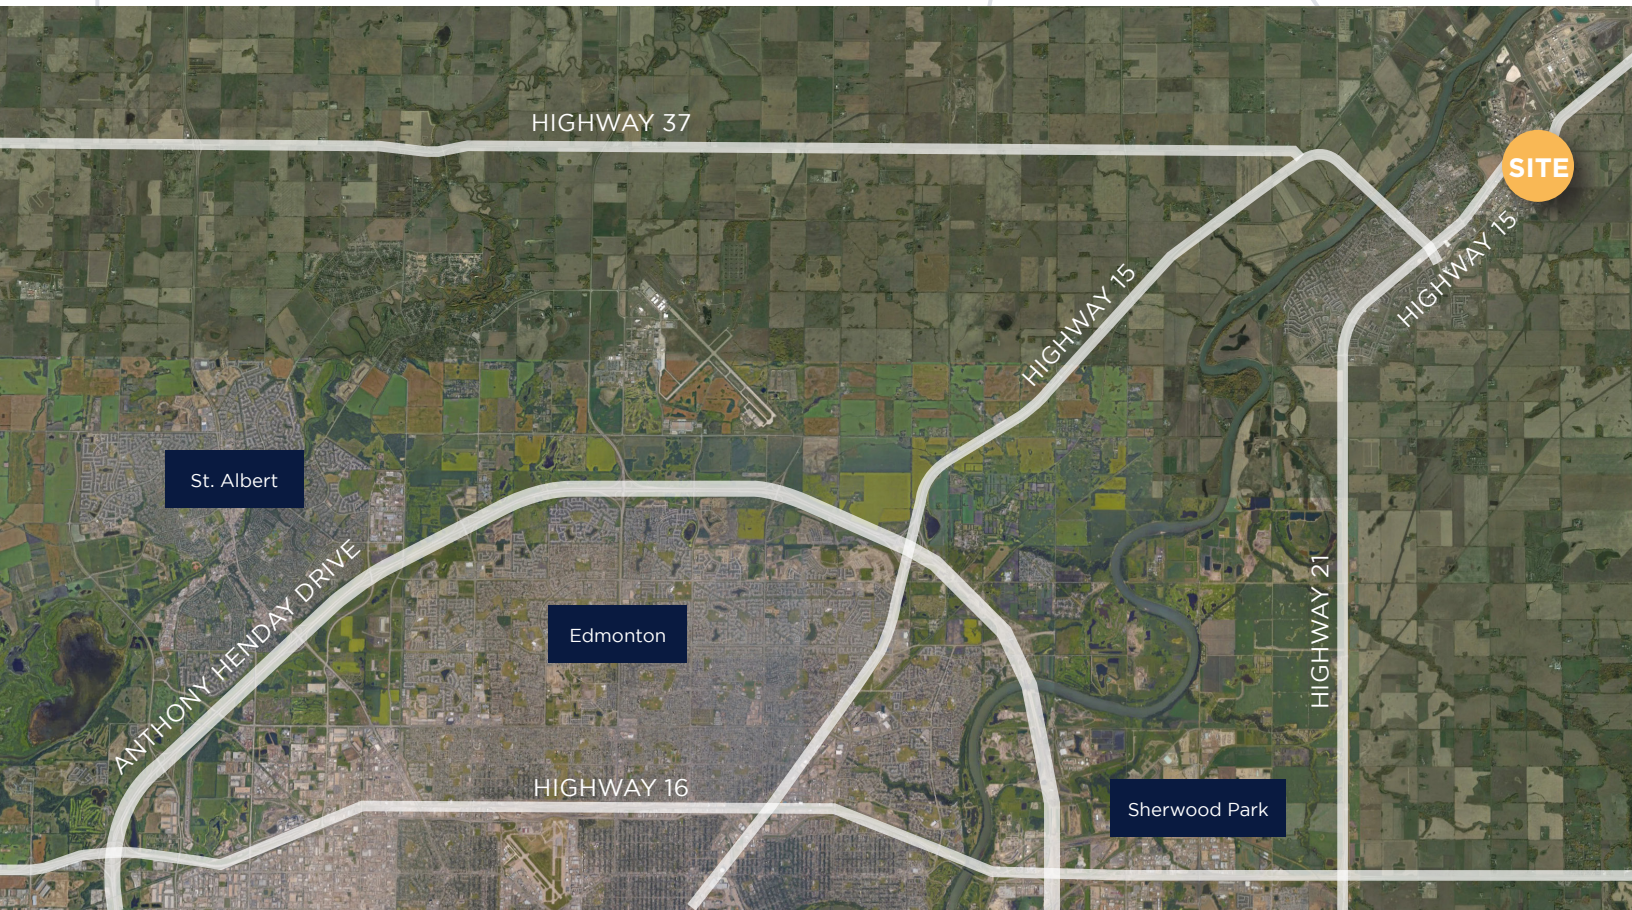 HIGHWAY 37
SITE
HIGHWAY 15
HIGHWAY 15
St. Albert
ANTHONY HENDAY DRIVE
Edmonton
HIGHWAY 21
HIGHWAY 16
Sherwood Park